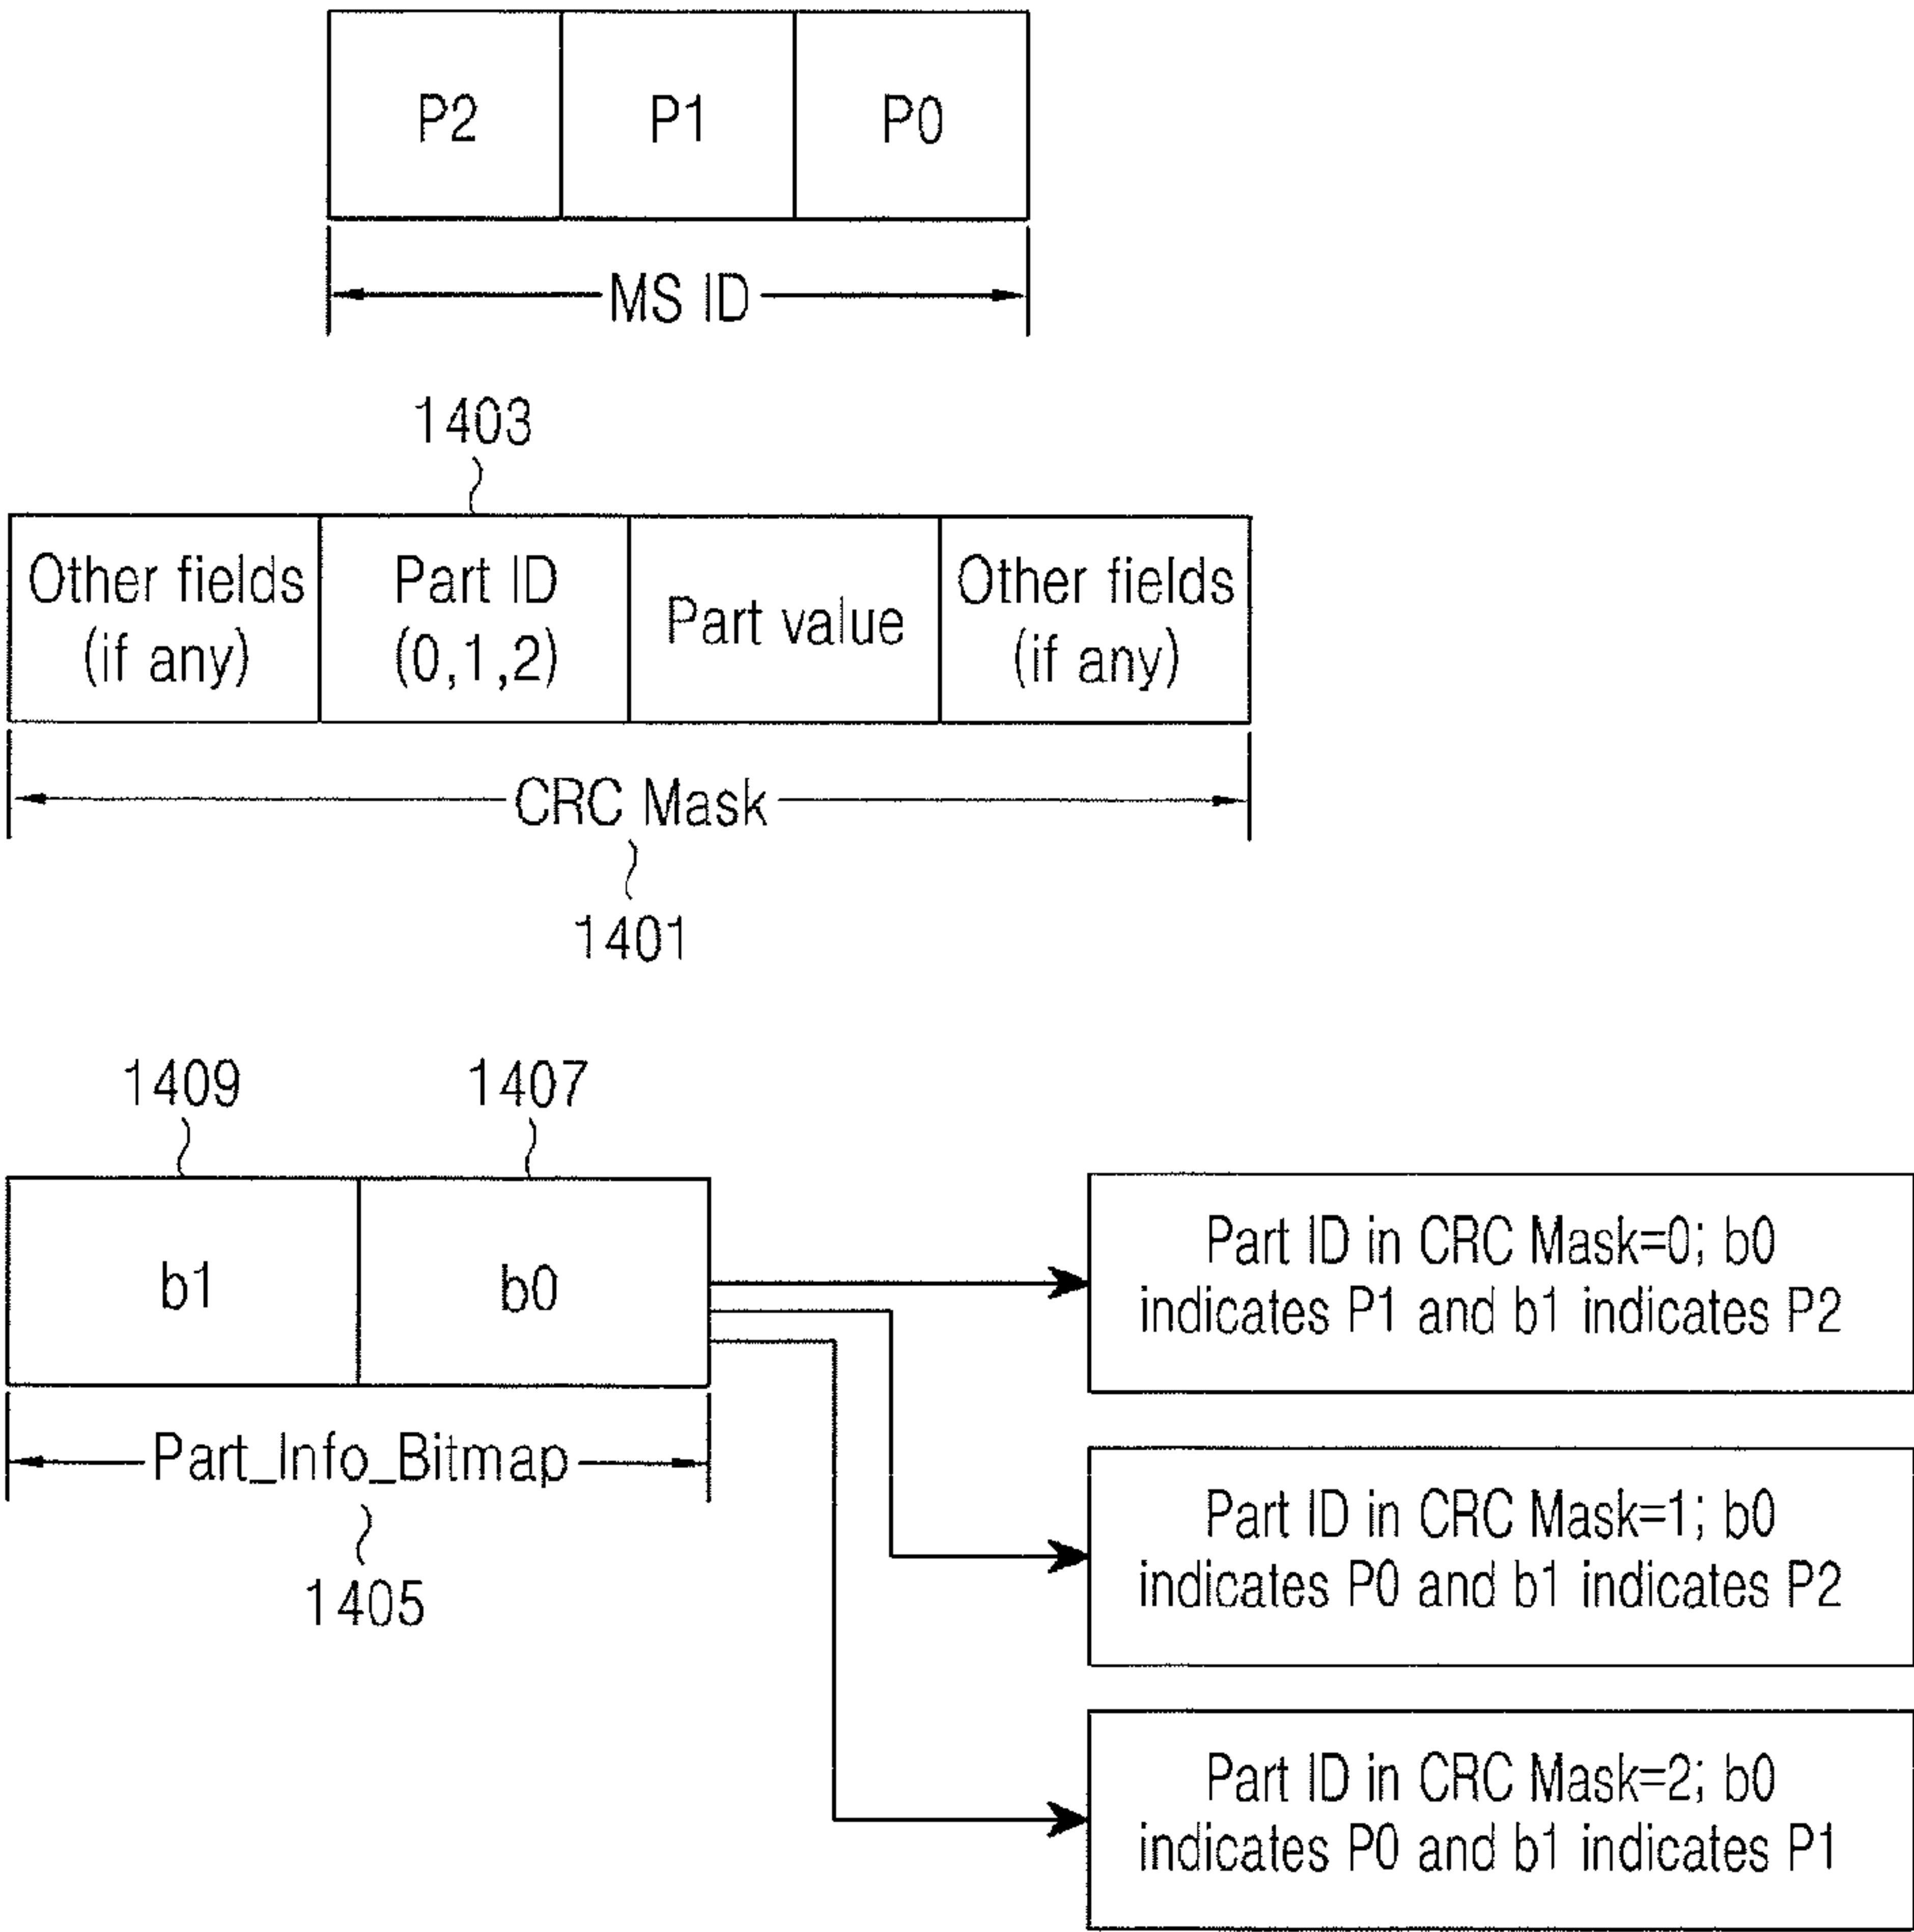 P2 P1 P0
MS ID
1403
Other fields
(if any)
Part ID
(0,1,2)
Part value
Other fields
(if any)
CRC Mask
1401
1409
1407
b1
b0
Part_Info_Bitmap
1405
Part ID in CRC Mask=0; b0
indicates P1 and b1 indicates P2
Part ID in CRC Mask=1; b0
indicates P0 and b1 indicates P2
Part ID in CRC Mask=2; b0
indicates P0 and b1 indicates P1